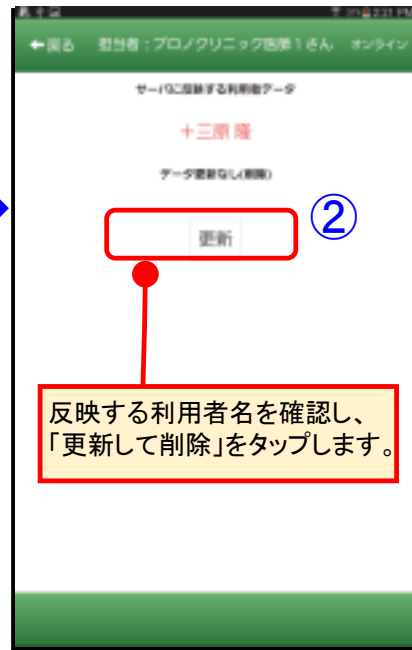 2:21 PM
←戻る 担当者：プロノクリニック医師1さん オンライン
サーバに反映する利用者データ
＋三原 隆
データ更新なし(削除)
更新
②
反映する利用者名を確認し、
「更新して削除」をタップします。